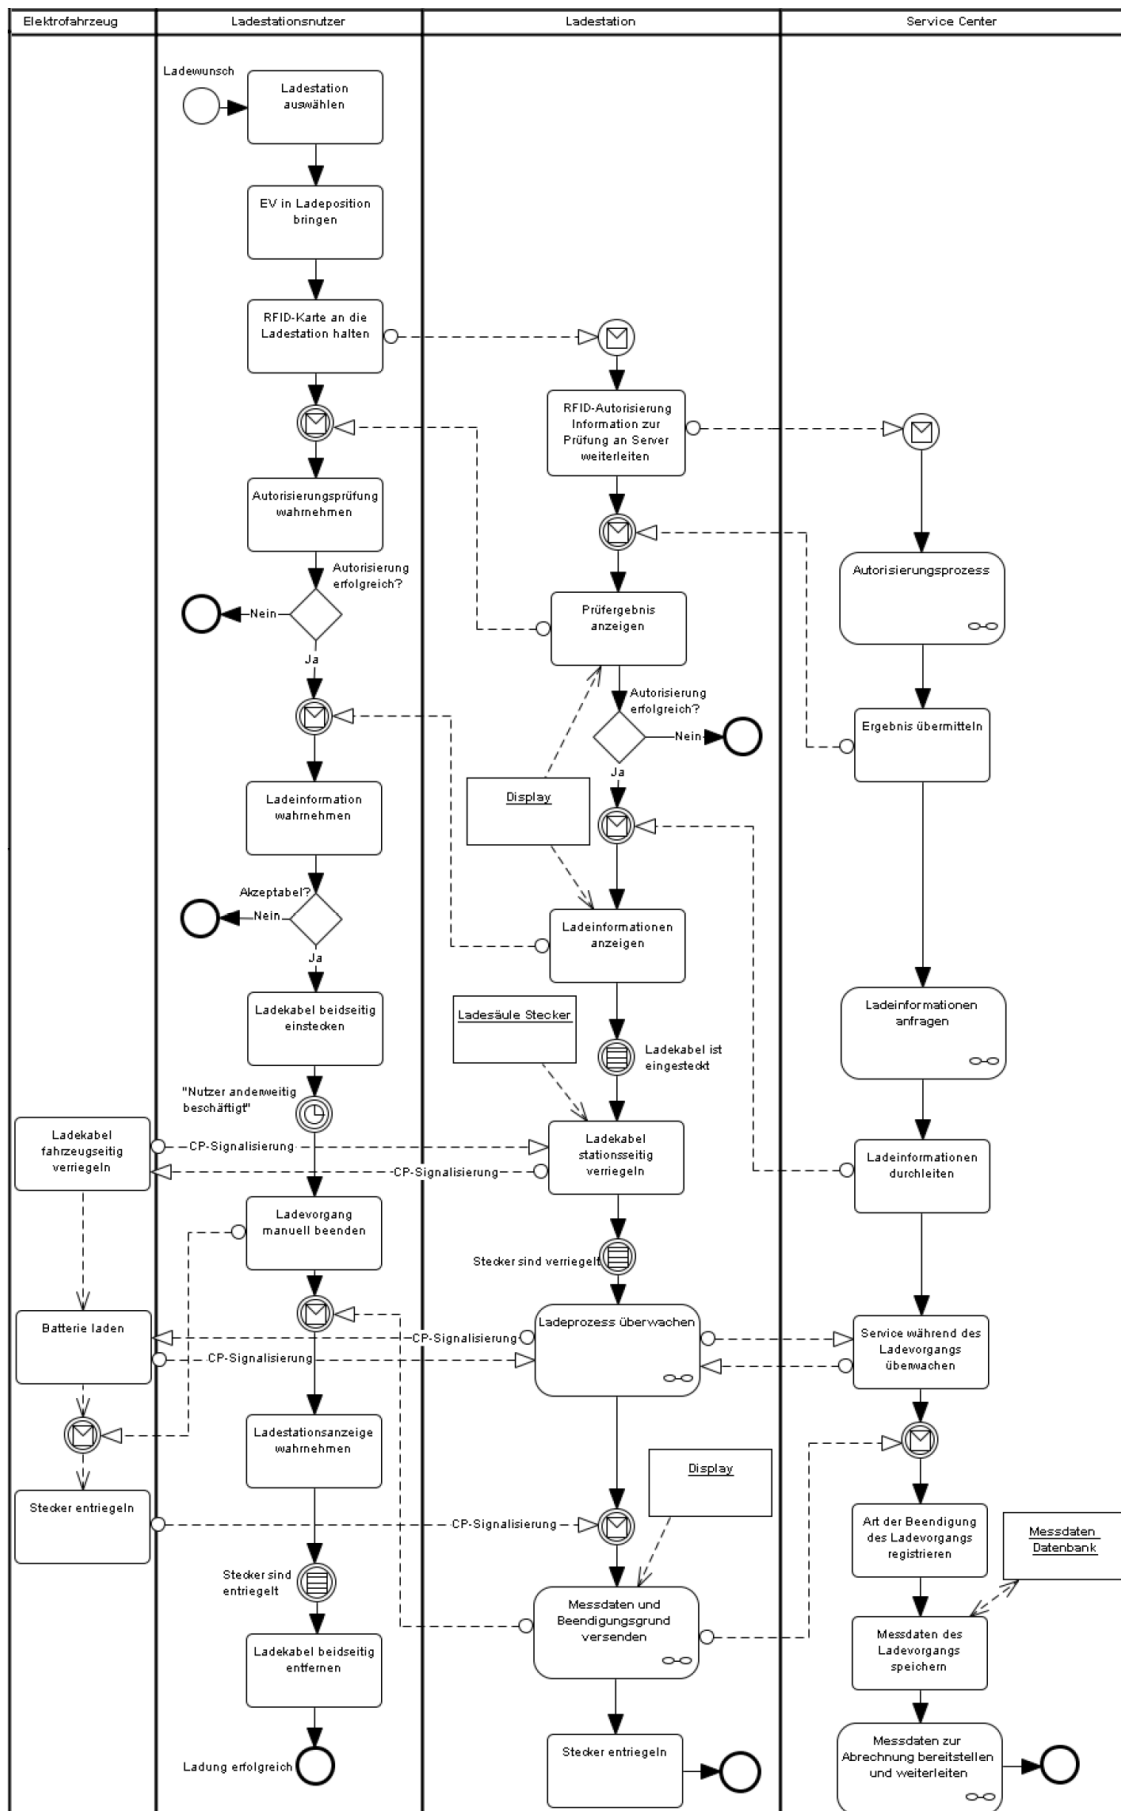 Elektrofahrzeug
Ladestationsnutzer
Ladestation
Service Center
Ladewunsch
Ladestation
auswählen
EV in Ladeposition
bringen
RFID-Karte an die
Ladestation halten
RFID-Autorisierung
Information zur
Prüfung an Server
weiterleiten
Autorisierungsprüfung
wahrnehmen
Autorisierung
erfolgreich?
Nein
Ja
Autorisierungsprozess
Prüfergebnis
anzeigen
Autorisierung
erfolgreich?
Nein
Ja
Ergebnis übermitteln
Display
Ladeinformation
wahrnehmen
Akzeptabel?
Nein
Ja
Ladeinformationen
anzeigen
Ladekabel beidseitig
einstecken
Ladesäule Stecker
Ladeinformationen
anfragen
Ladekabel ist
eingesteckt
"Nutzer anderweitig
beschäftigt"
Ladekabel
fahrzeugseitig
verriegeln
CP-Signalisierung
CP-Signalisierung
Ladekabel
stationsseitig
verriegeln
Ladeinformationen
durchleiten
Ladevorgang
manuell beenden
Stecker sind verriegelt
Batterie laden
CP-Signalisierung
CP-Signalisierung
Ladeprozess überwachen
Service während des
Ladevorgangs
überwachen
Ladestationsanzeige
wahrnehmen
Display
Stecker entriegeln
CP-Signalisierung
Art der Beendigung
des Ladevorgangs
registrieren
Messdaten
Datenbank
Stecker sind
entriegelt
Messdaten und
Beendigungsgrund
versenden
Messdaten des
Ladevorgangs
speichern
Ladekabel beidseitig
entfernen
Ladung erfolgreich
Stecker entriegeln
Messdaten zur
Abrechnung bereitstellen
und weiterleiten